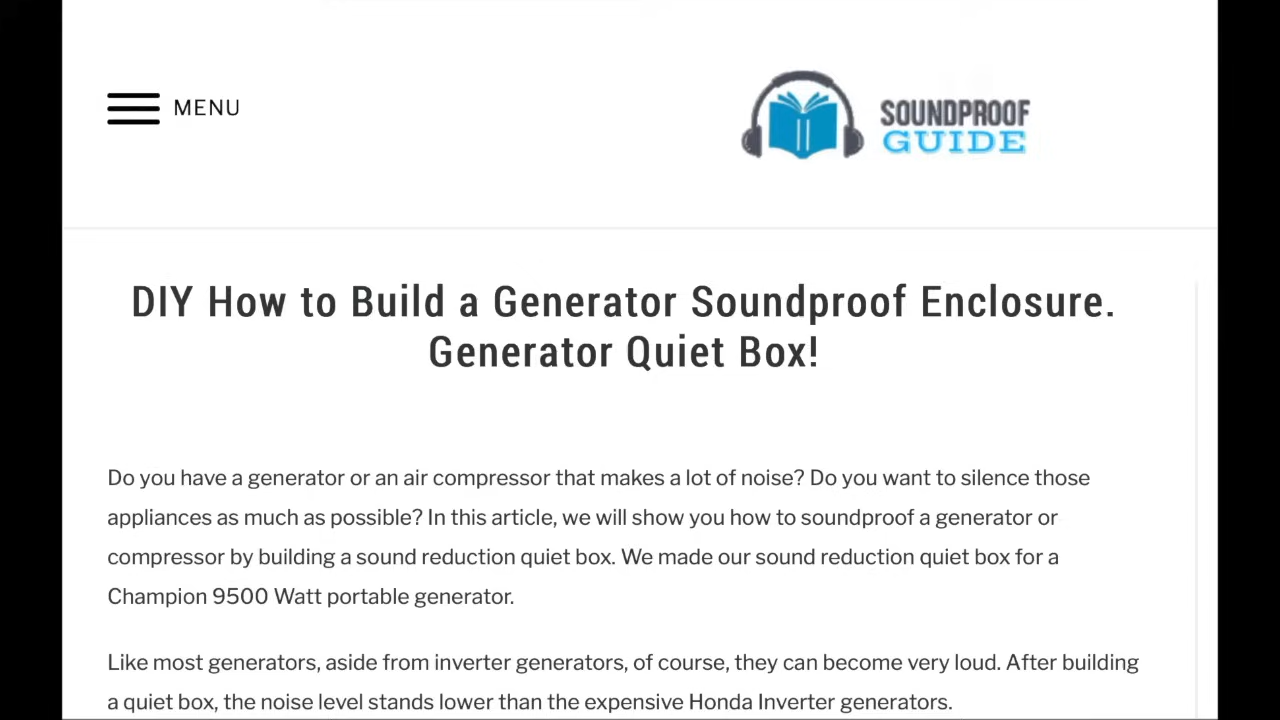 MENU
SOUNDPROOF
GUIDE
DIY How to Build a Generator Soundproof Enclosure.
Generator Quiet Box!
Do you have a generator or an air compressor that makes a lot of noise? Do you want to silence those
appliances as much as possible? In this article, we will show you how to soundproof a generator or
compressor by building a sound reduction quiet box. We made our sound reduction quiet box for a
Champion 9500 Watt portable generator.
Like most generators, aside from inverter generators, of course, they can become very loud. After building
a quiet box, the noise level stands lower than the expensive Honda Inverter generators.